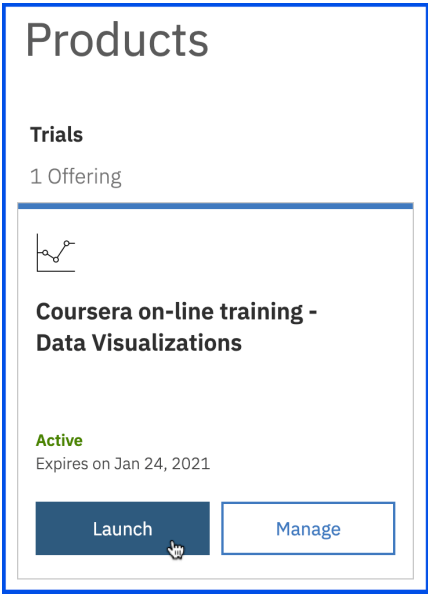 Products
Trials
1 Offering
Coursera on-line training -
Data Visualizations
Active
Expires on Jan 24, 2021
Launch
Manage